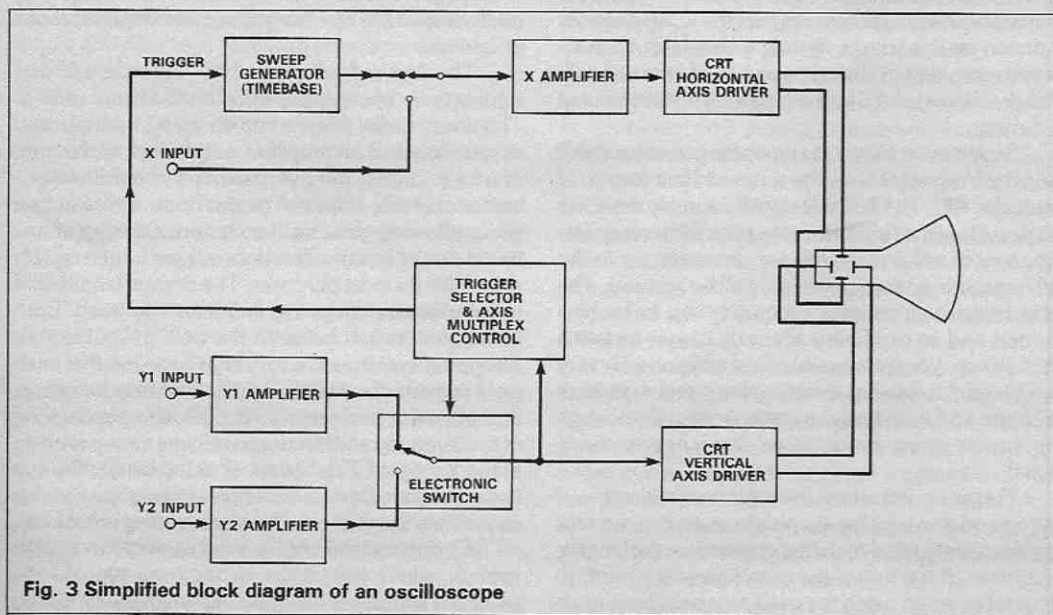 TRIGGER
SWEEP
GENERATOR
(TIMEBASE)
X AMPLIFIER
CRT
HORIZONTAL
AXIS DRIVER
X INPUT
TRIGGER
SELECTOR
& AXIS
MULTIPLEX
CONTROL
Y1 INPUT
Y1 AMPLIFIER
Y2 INPUT
Y2 AMPLIFIER
ELECTRONIC
SWITCH
CRT
VERTICAL
AXIS DRIVER
Fig. 3 Simplified block diagram of an oscilloscope